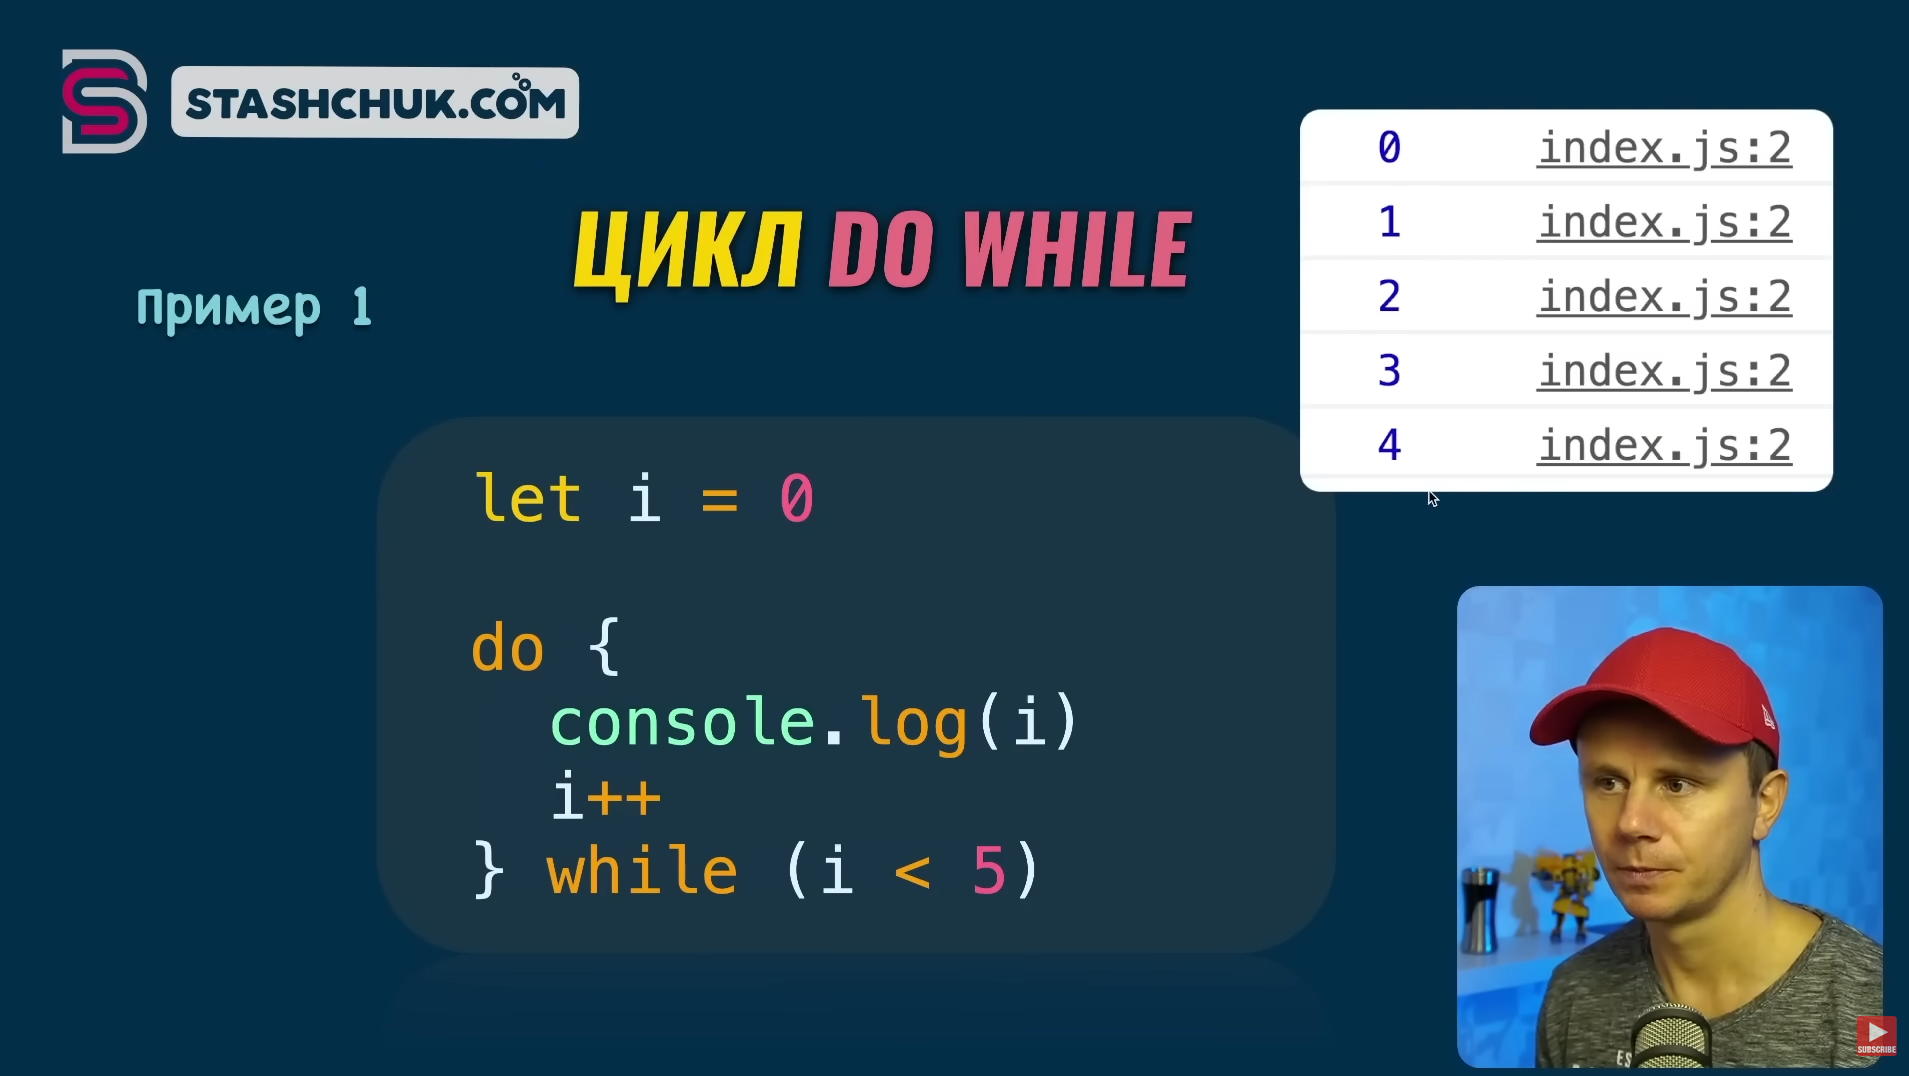 STASHCHUK.COM
ЦИКЛ DO WHILE
Пример 1
0 index.js:2
1 index.js:2
2 index.js:2
3 index.js:2
4 index.js:2
let i = 0
do {
console.log(i)
i++
} while (i < 5)
SUBSCRIBE